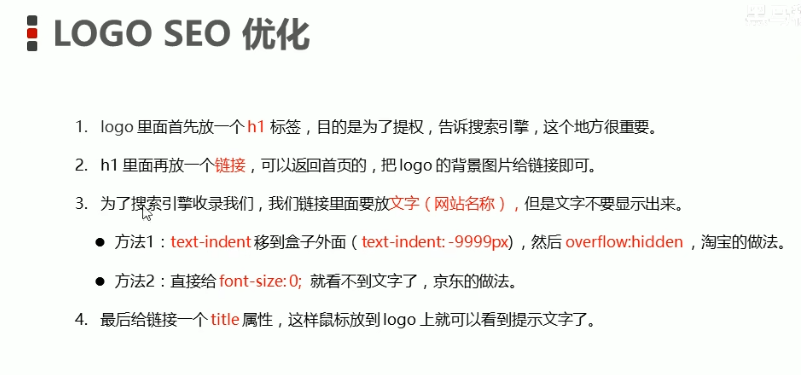 LOGO SEO 优化
1. logo 里面首先放一个 h1 标签，目的是为了提权，告诉搜索引擎，这个地方很重要。
2. h1 里面再放一个链接，可以返回首页的，把 logo 的背景图片给链接即可。
3. 为了搜索引擎收录我们，我们链接里面要放文字（网站名称），但是文字不要显示出来。
● 方法1：text-indent 移到盒子外面（text-indent: -9999px)，然后 overflow:hidden ，淘宝的做法。
● 方法2：直接给 font-size: 0; 就看不到文字了，京东的做法。
4. 最后给链接一个 title 属性，这样鼠标放到 logo 上就可以看到提示文字了。